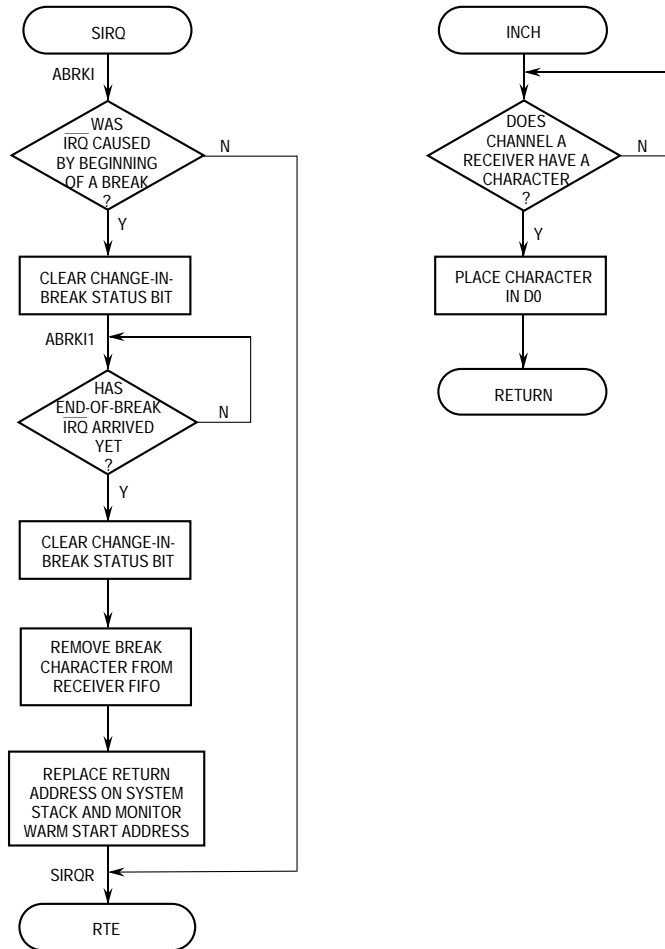 SIRQ
ABRKI
WAS
IRQ CAUSED
BY BEGINNING
OF A BREAK
?
N
Y
CLEAR CHANGE-IN-
BREAK STATUS BIT
ABRKI1
HAS
END-OF-BREAK
IRQ ARRIVED
YET
?
N
Y
CLEAR CHANGE-IN-
BREAK STATUS BIT
REMOVE BREAK
CHARACTER FROM
RECEIVER FIFO
REPLACE RETURN
ADDRESS ON SYSTEM
STACK AND MONITOR
WARM START ADDRESS
SIRQR
RTE
INCH
DOES
CHANNEL A
RECEIVER HAVE A
CHARACTER
?
N
Y
PLACE CHARACTER
IN D0
RETURN